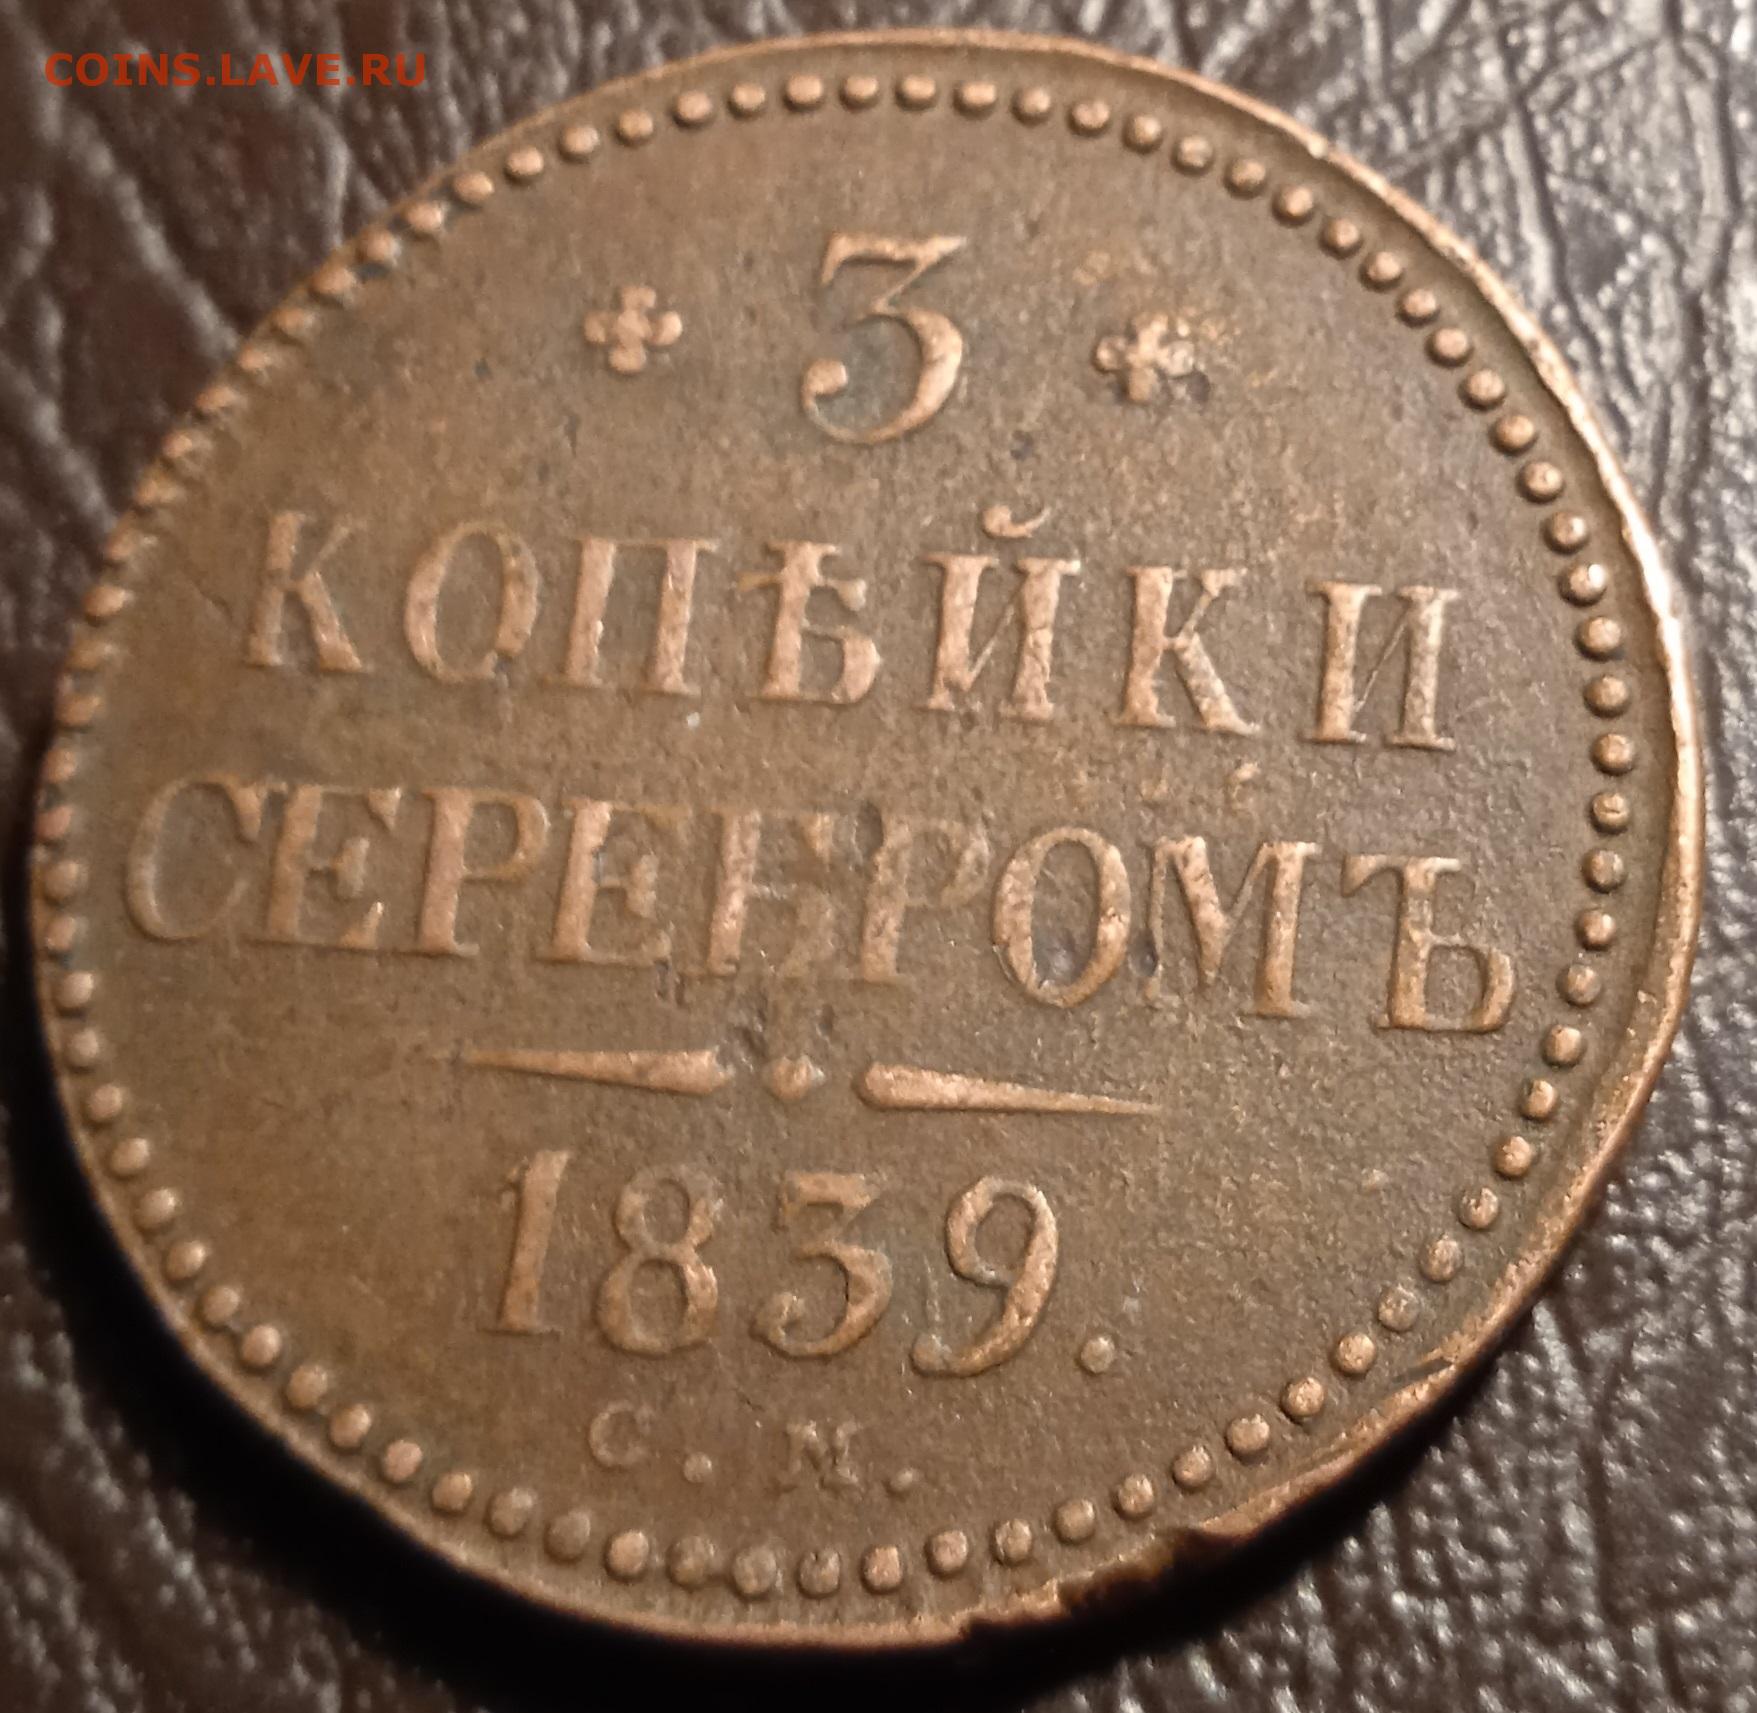 COINS.LAVE.RU
3
КОПѢЙКИ
СЕРЕБРОМЪ
1839.
С. М.